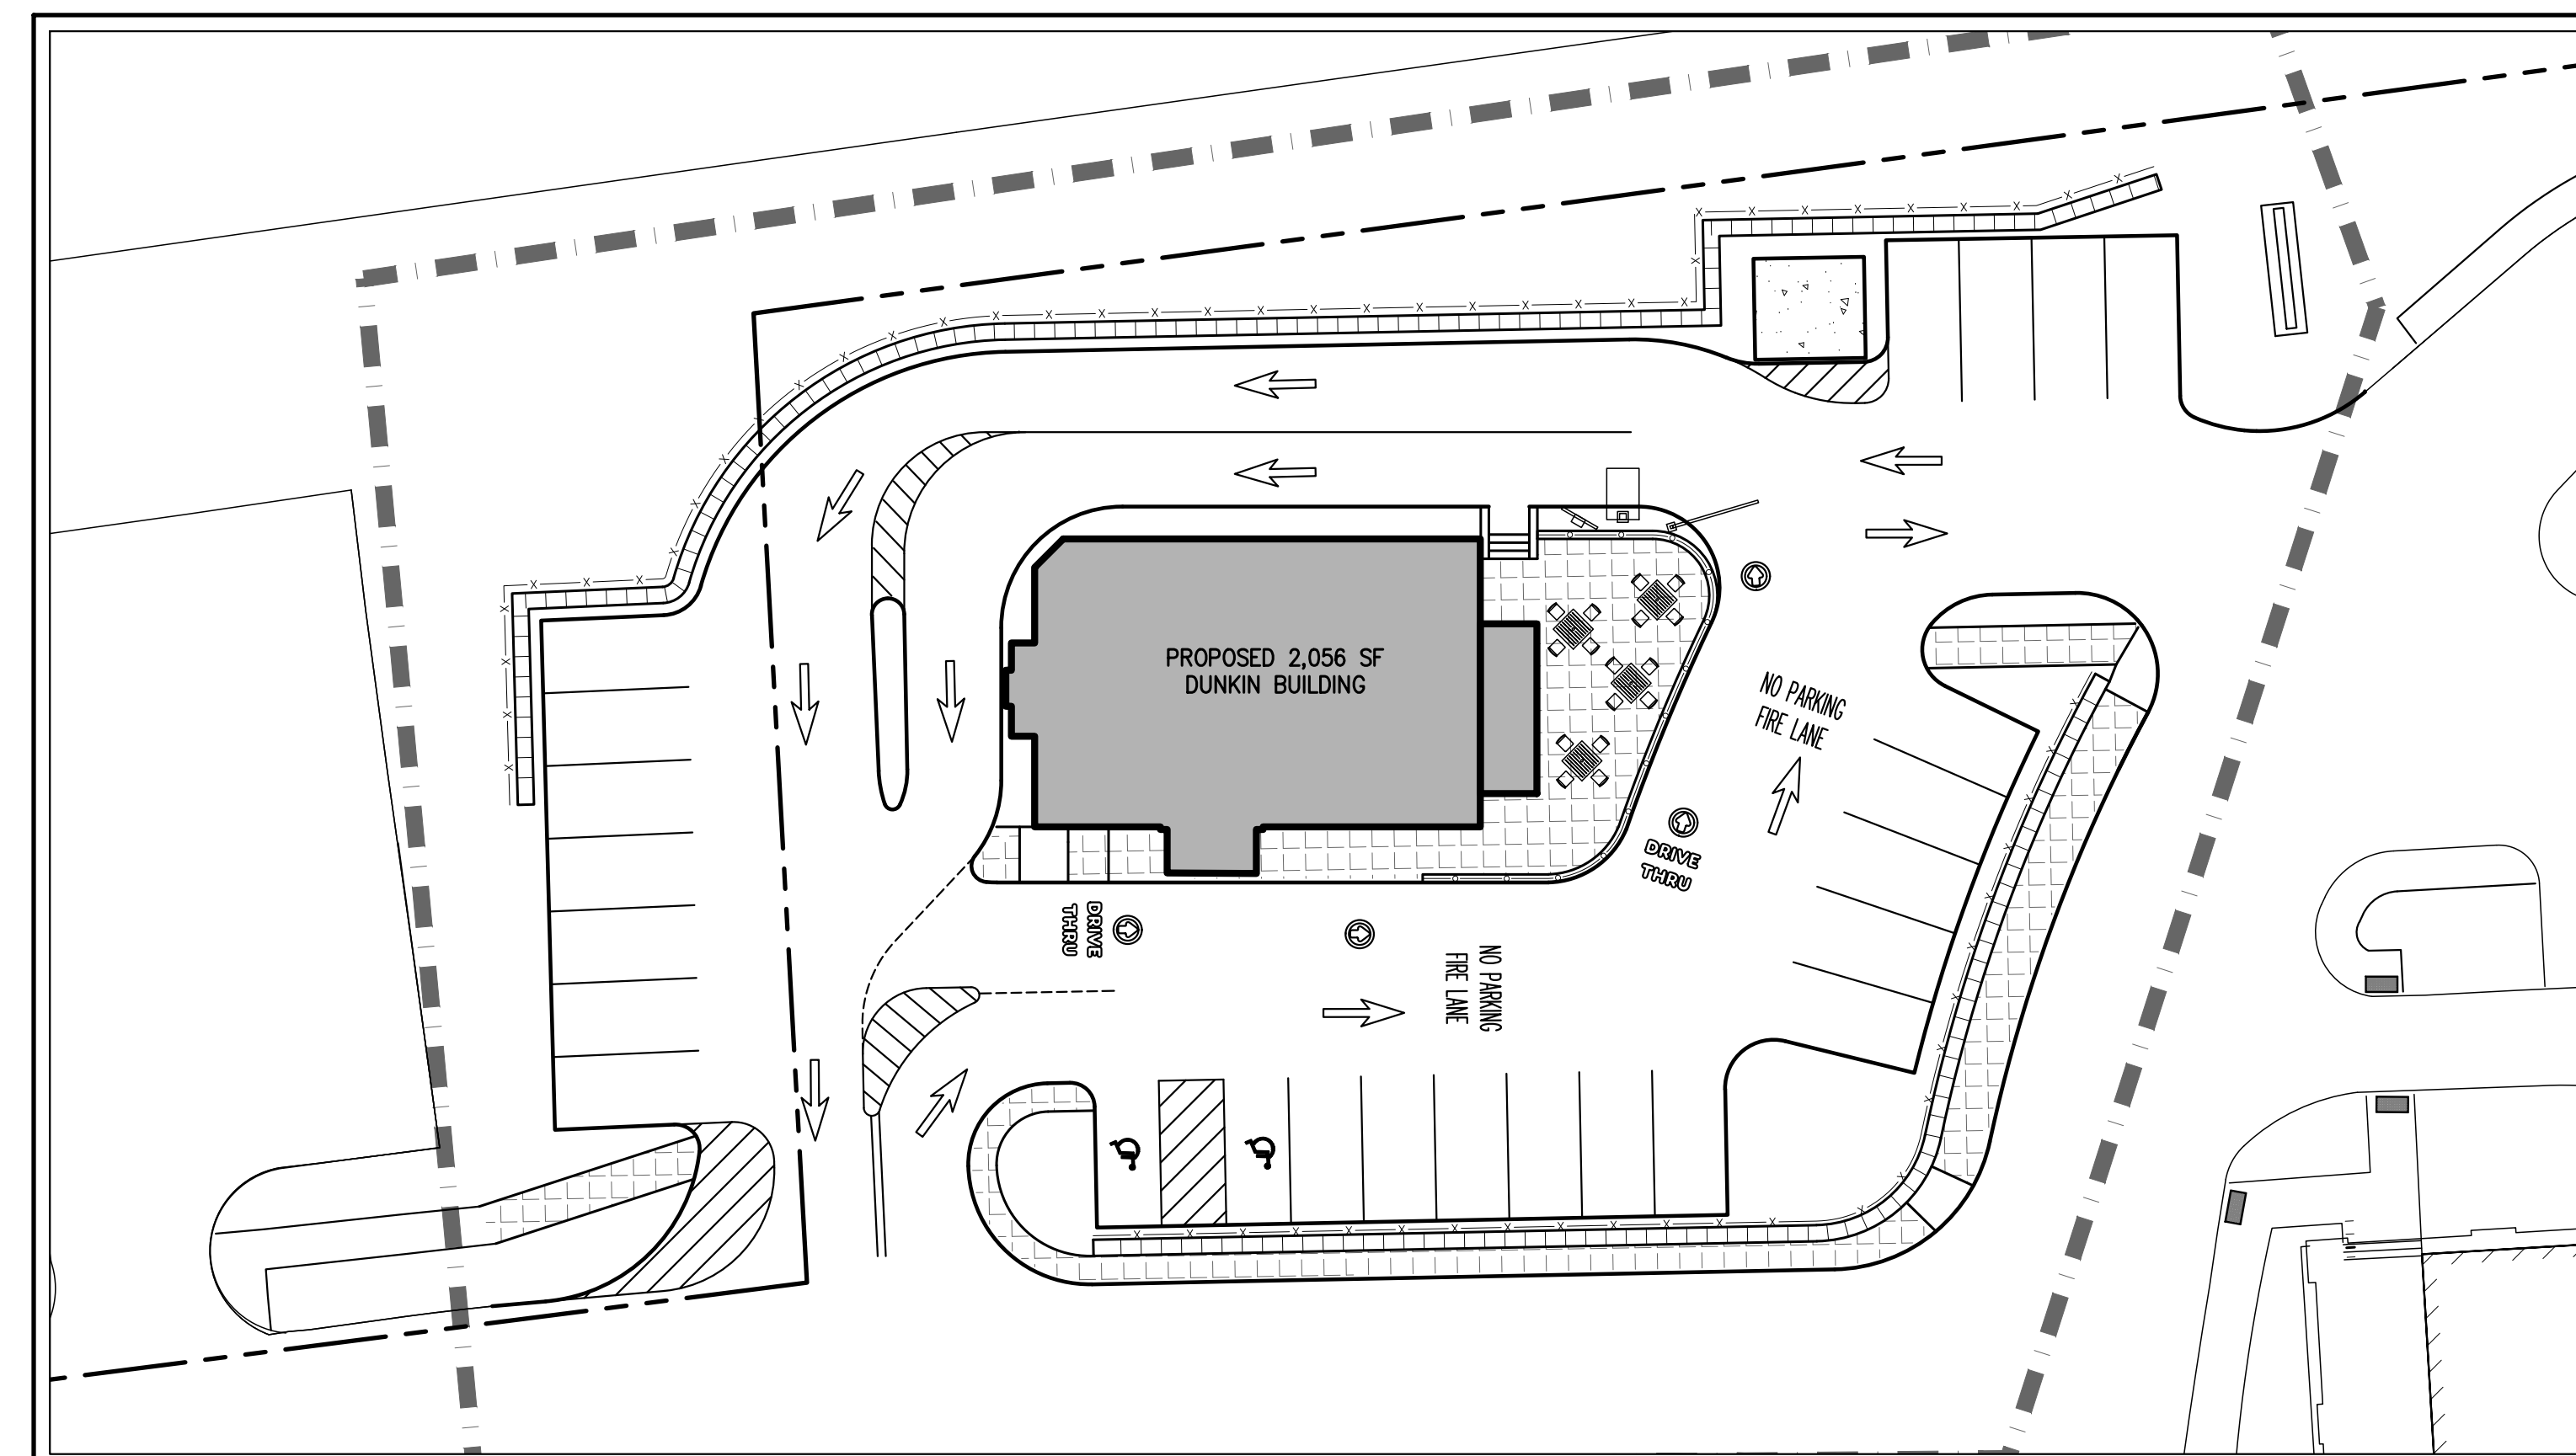 PROPOSED 2,056 SF
DUNKIN BUILDING
NO PARKING
FIRE LANE
DRIVE
THRU
DRIVE
THRU
NO PARKING
FIRE LANE